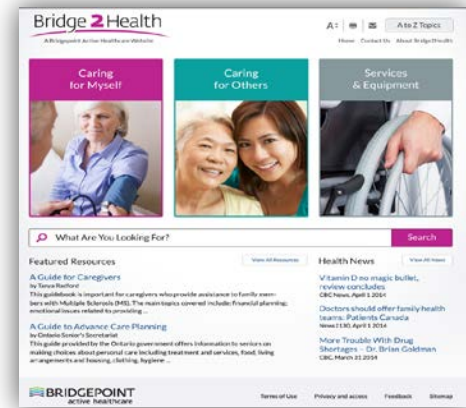 Bridge2Health
A Bridgepoint Active Healthcare Website
A
A to Z Topics
Home Contact Us About Bridge2Health
Caring
for Myself
Caring
for Others
Services
& Equipment
What Are You Looking For?
Search
Featured Resources
View All Resources
A Guide for Caregivers
by Tanya Radford
This guidebook is important for caregivers who provide assistance to family mem-
bers with Multiple Sclerosis (MS). The main topics covered include: financial planning;
emotional issues related to providing ...
A Guide to Advance Care Planning
by Ontario Senior's Secretariat
This guide provided by the Ontario government offers information to seniors on
making choices about personal care including treatment and services, food, living
arrangements and housing, clothing, hygiene ...
Health News
View All News
Vitamin D no magic bullet,
review concludes
CBC News, April 1 2014
Doctors should offer family health
teams: Patients Canada
News1130, April 1 2014
More Trouble With Drug
Shortages – Dr. Brian Goldman
CBC, March 31 2014
BRIDGEPOINT
active healthcare
Terms of Use Privacy and access Feedback Sitemap